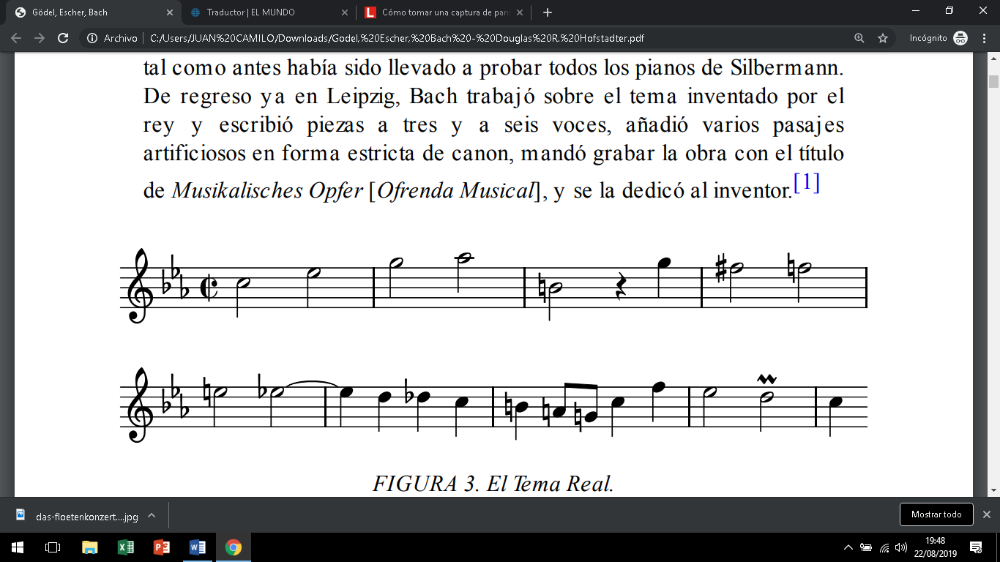 Gödel, Escher, Bach
Traductor | EL MUNDO
Cómo tomar una captura de pant
Archivo
C:/Users/JUAN%20CAMILO/Downloads/Godel,%20Escher,%20Bach%20-%20Douglas%20R.%20Hofstadter.pdf
Incógnito
tal como antes había sido llevado a probar todos los pianos de Silbermann.
De regreso ya en Leipzig, Bach trabajó sobre el tema inventado por el
rey y escribió piezas a tres y a seis voces, añadió varios pasajes
artificiosos en forma estricta de canon, mandó grabar la obra con el título
de Musikalisches Opfer [Ofrenda Musical], y se la dedicó al inventor.[1]
FIGURA 3. El Tema Real.
das-floetenkonzert....jpg
Mostrar todo
19:48
22/08/2019